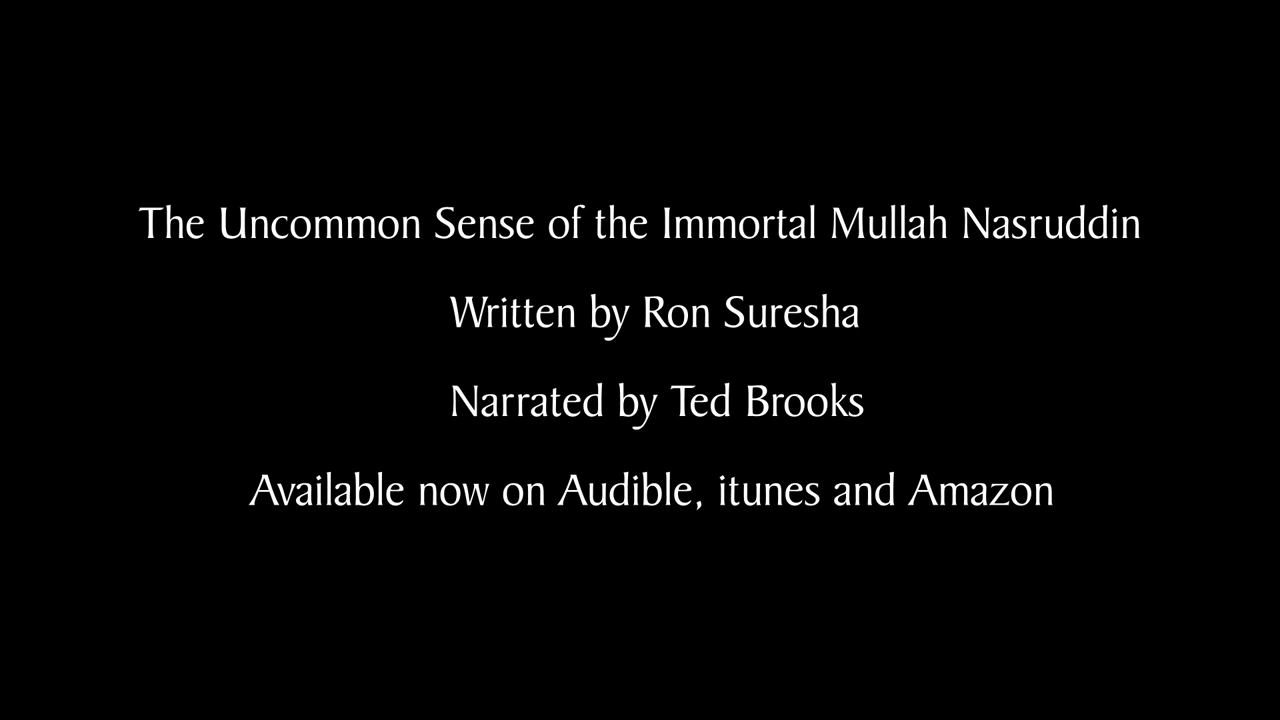 The Uncommon Sense of the Immortal Mullah Nasruddin
Written by Ron Suresha
Narrated by Ted Brooks
Available now on Audible, itunes and Amazon